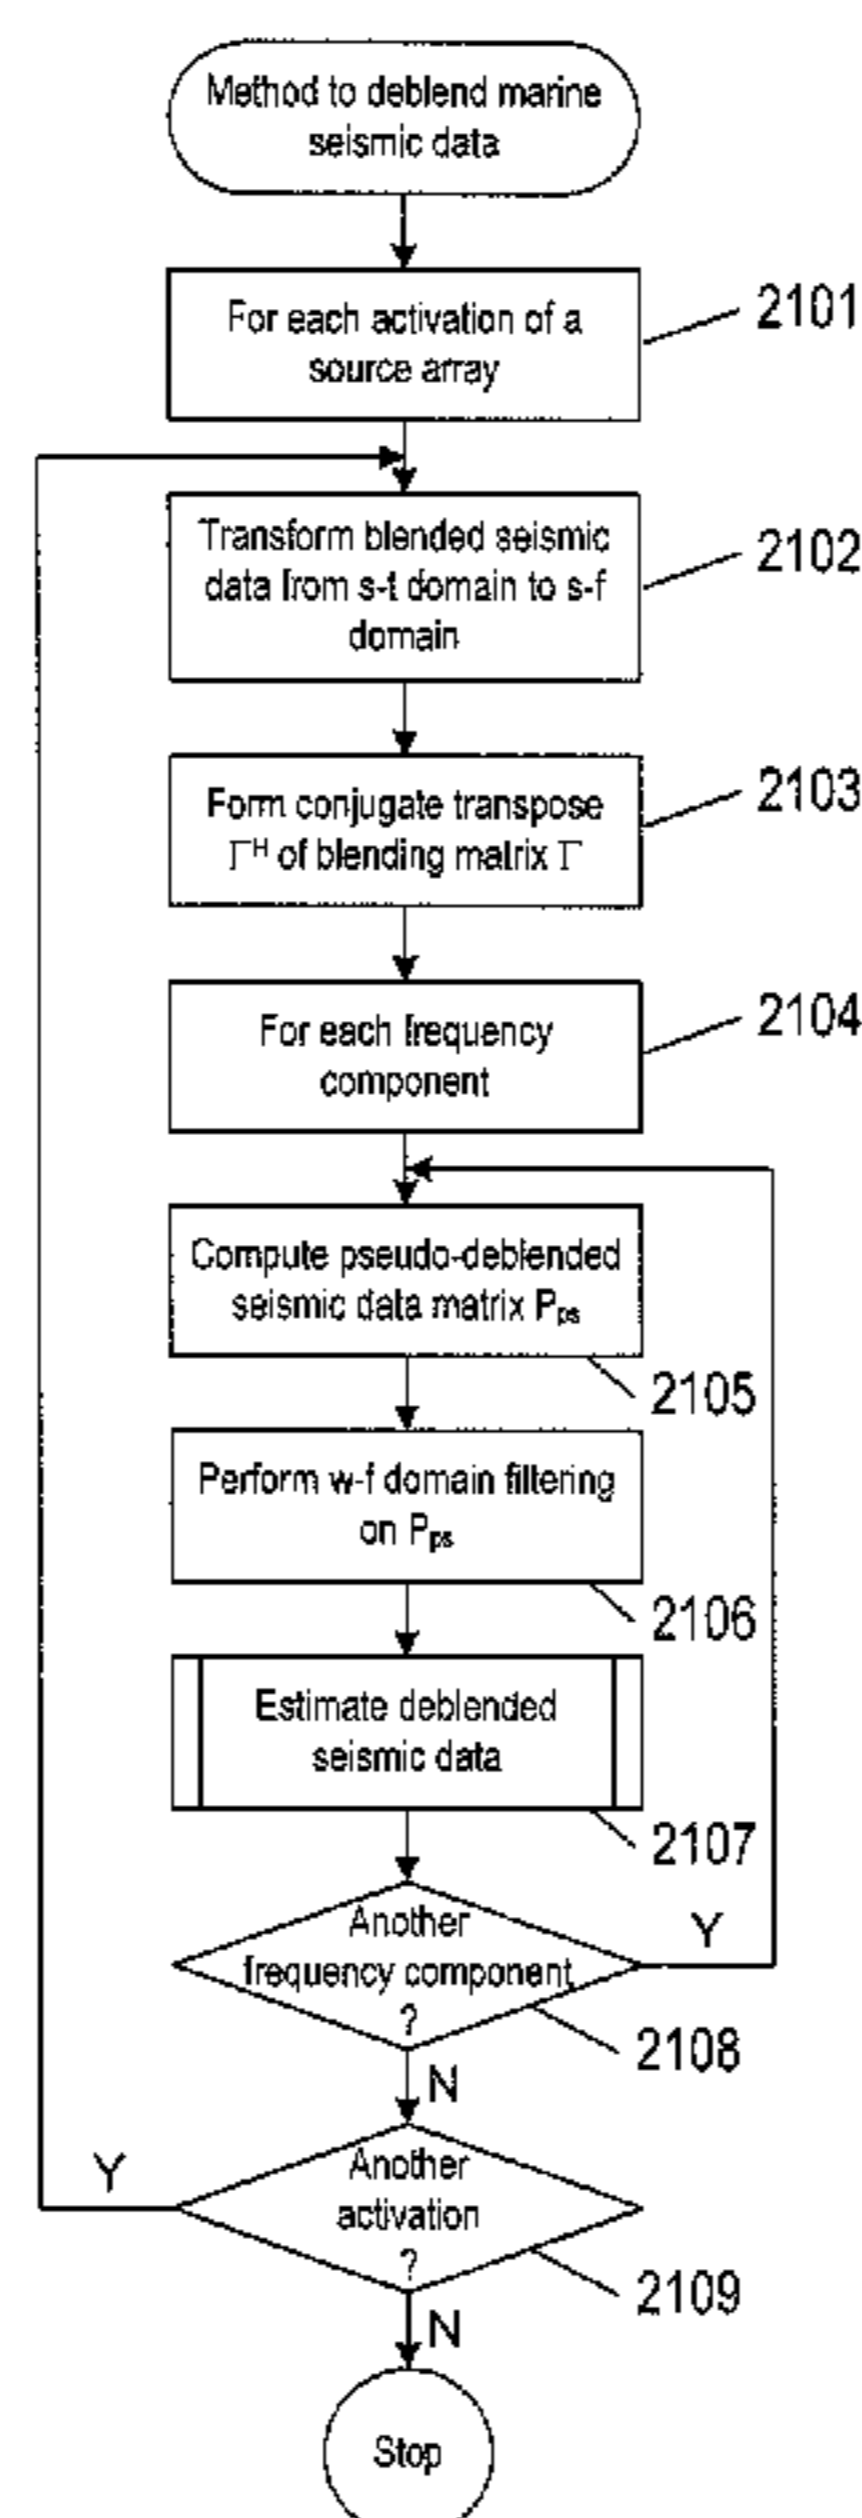 Method to deblend marine
seismic data
For each activation of a
source array
2101
Transform blended seismic
data from s-t domain to s-f
domain
2102
Form conjugate transpose
Γᴴ of blending matrix Γ
2103
For each frequency
component
2104
Compute pseudo-deblended
seismic data matrix Pps
2105
Perform w-f domain filtering
on Pps
2106
Estimate deblended
seismic data
2107
Another
frequency component
?
Y
2108
N
Another
activation
?
Y
2109
N
Stop